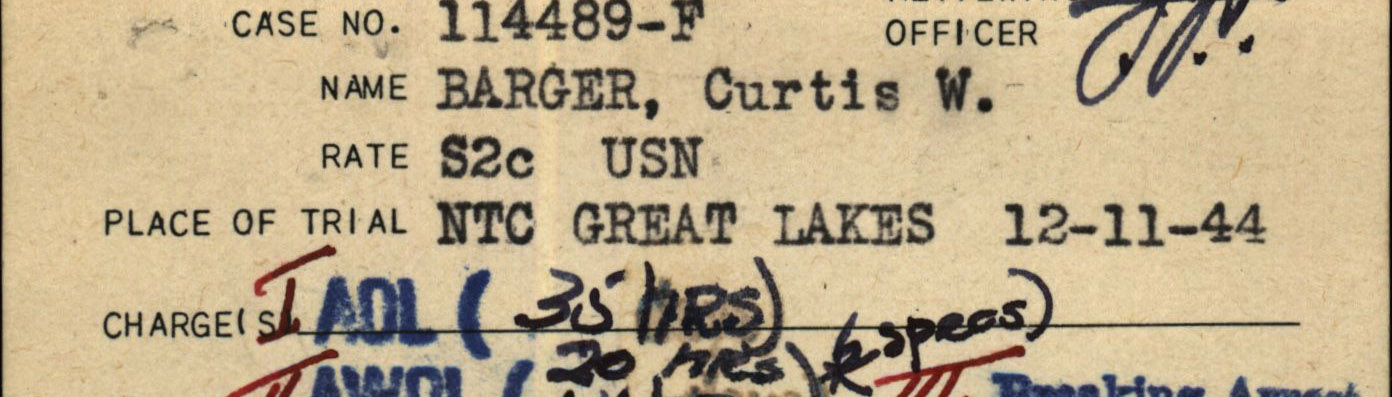 CASE NO. 114489-F
OFFICER
NAME BARGER, Curtis W.
RATE S2c USN
PLACE OF TRIAL NTC GREAT LAKES 12-11-44
CHARGE(S) I AOL ( 35 HRS)
20 HRS) (2 specs)
II AWOL ( III Breaking Arrest